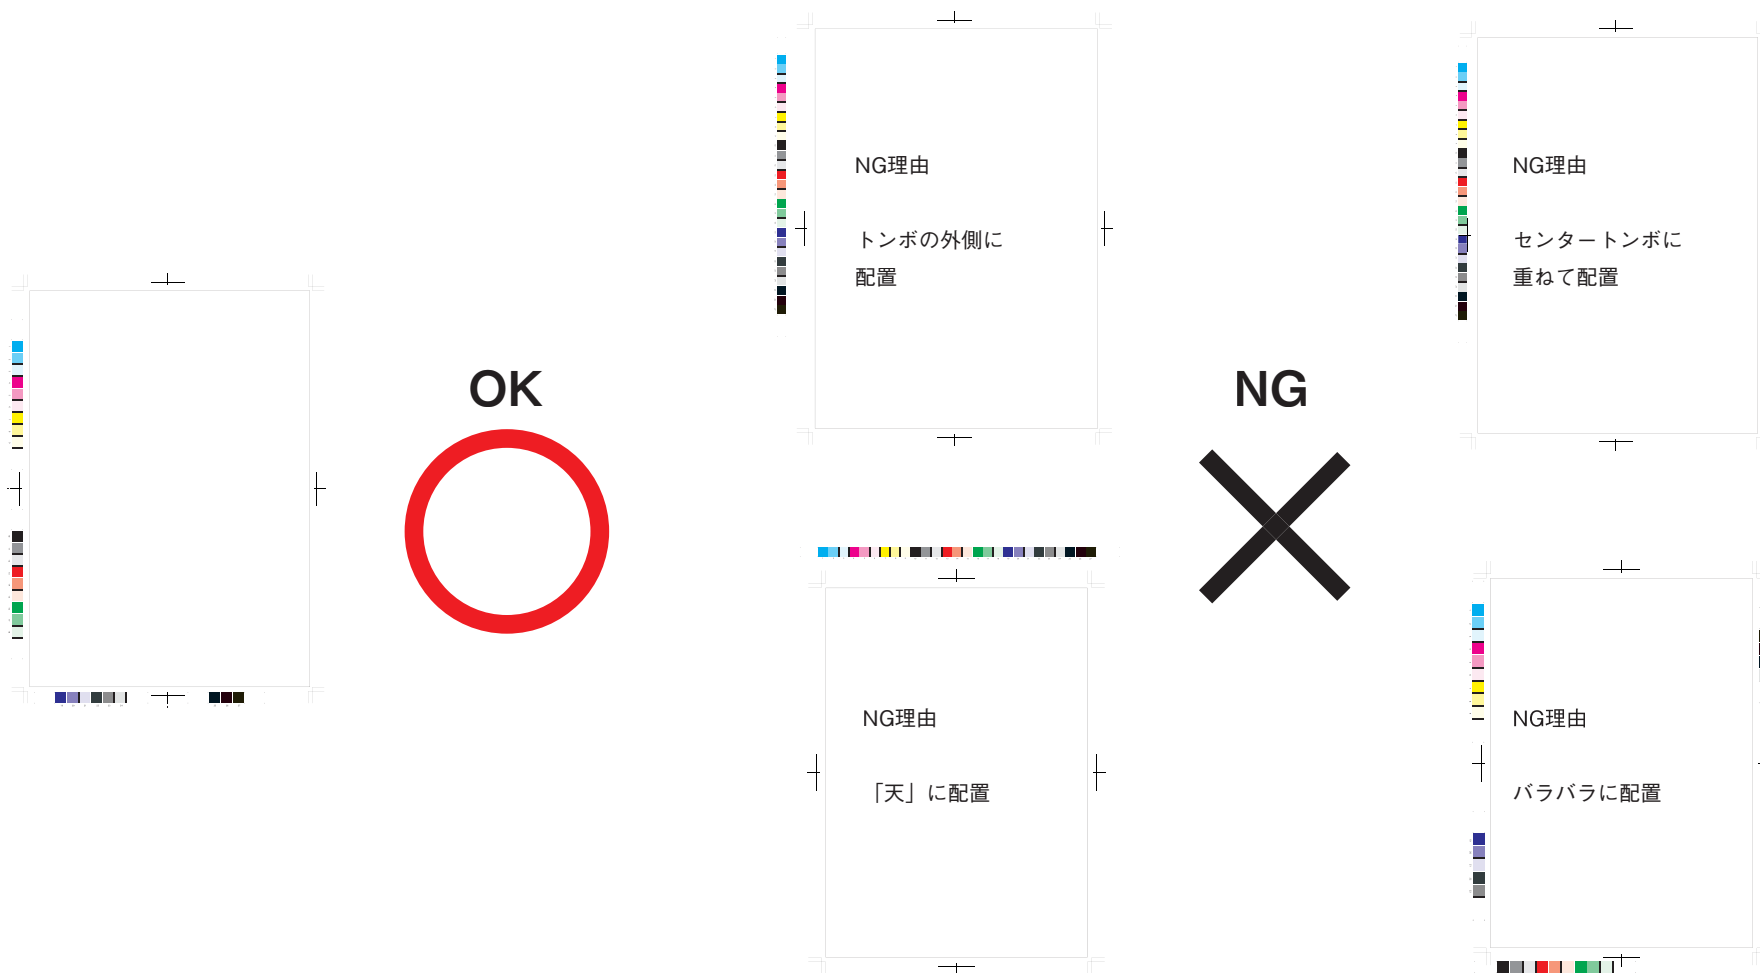 OK
NG
NG理由
トンボの外側に
配置
NG理由
センタートンボに
重ねて配置
NG理由
「天」に配置
NG理由
バラバラに配置